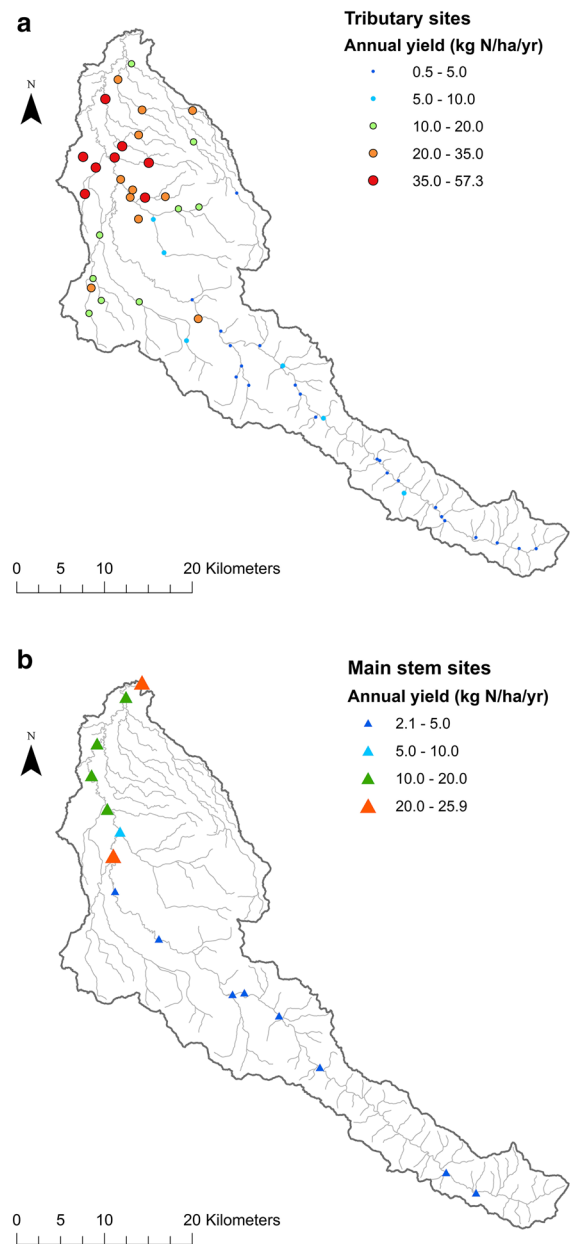 a
Tributary sites
Annual yield (kg N/ha/yr)
0.5 - 5.0
5.0 - 10.0
10.0 - 20.0
20.0 - 35.0
35.0 - 57.3
N
0 5 10 20 Kilometers
b
Main stem sites
Annual yield (kg N/ha/yr)
2.1 - 5.0
5.0 - 10.0
10.0 - 20.0
20.0 - 25.9
N
0 5 10 20 Kilometers